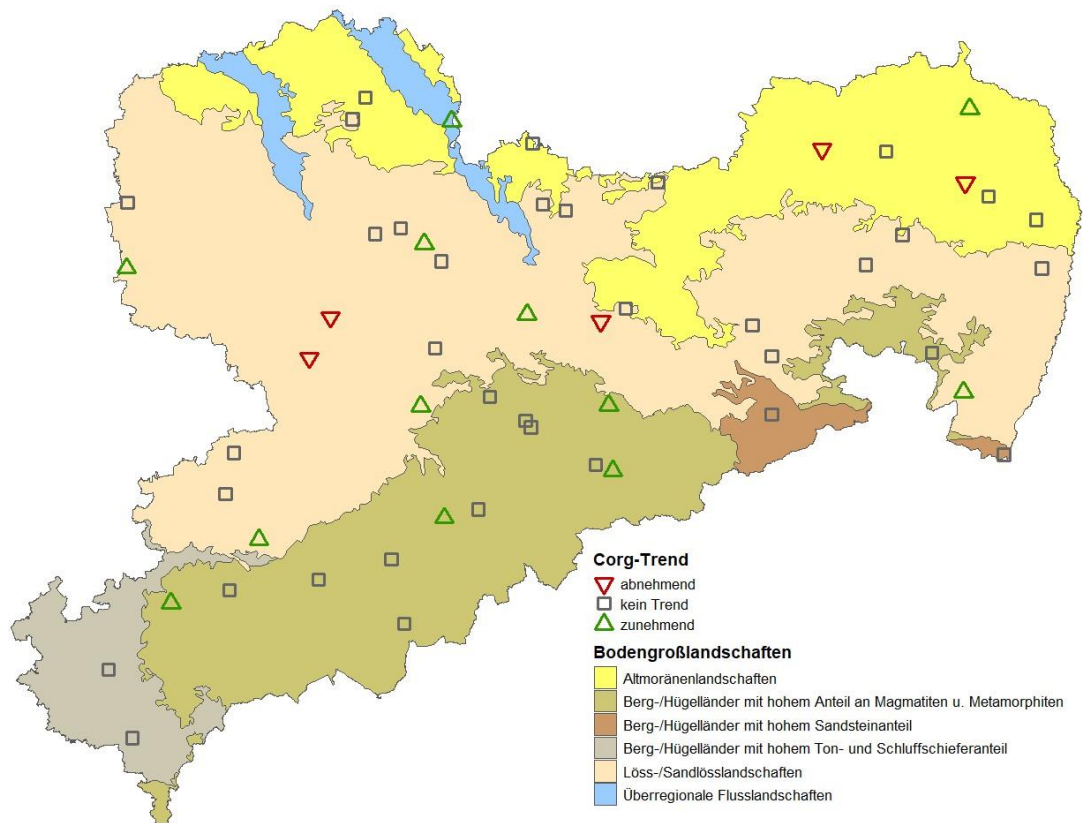 Corg-Trend
abnehmend
kein Trend
zunehmend
Bodengroßlandschaften
Altmoränenlandschaften
Berg-/Hügelländer mit hohem Anteil an Magmatiten u. Metamorphiten
Berg-/Hügelländer mit hohem Sandsteinanteil
Berg-/Hügelländer mit hohem Ton- und Schluffschieferanteil
Löss-/Sandlösslandschaften
Überregionale Flusslandschaften